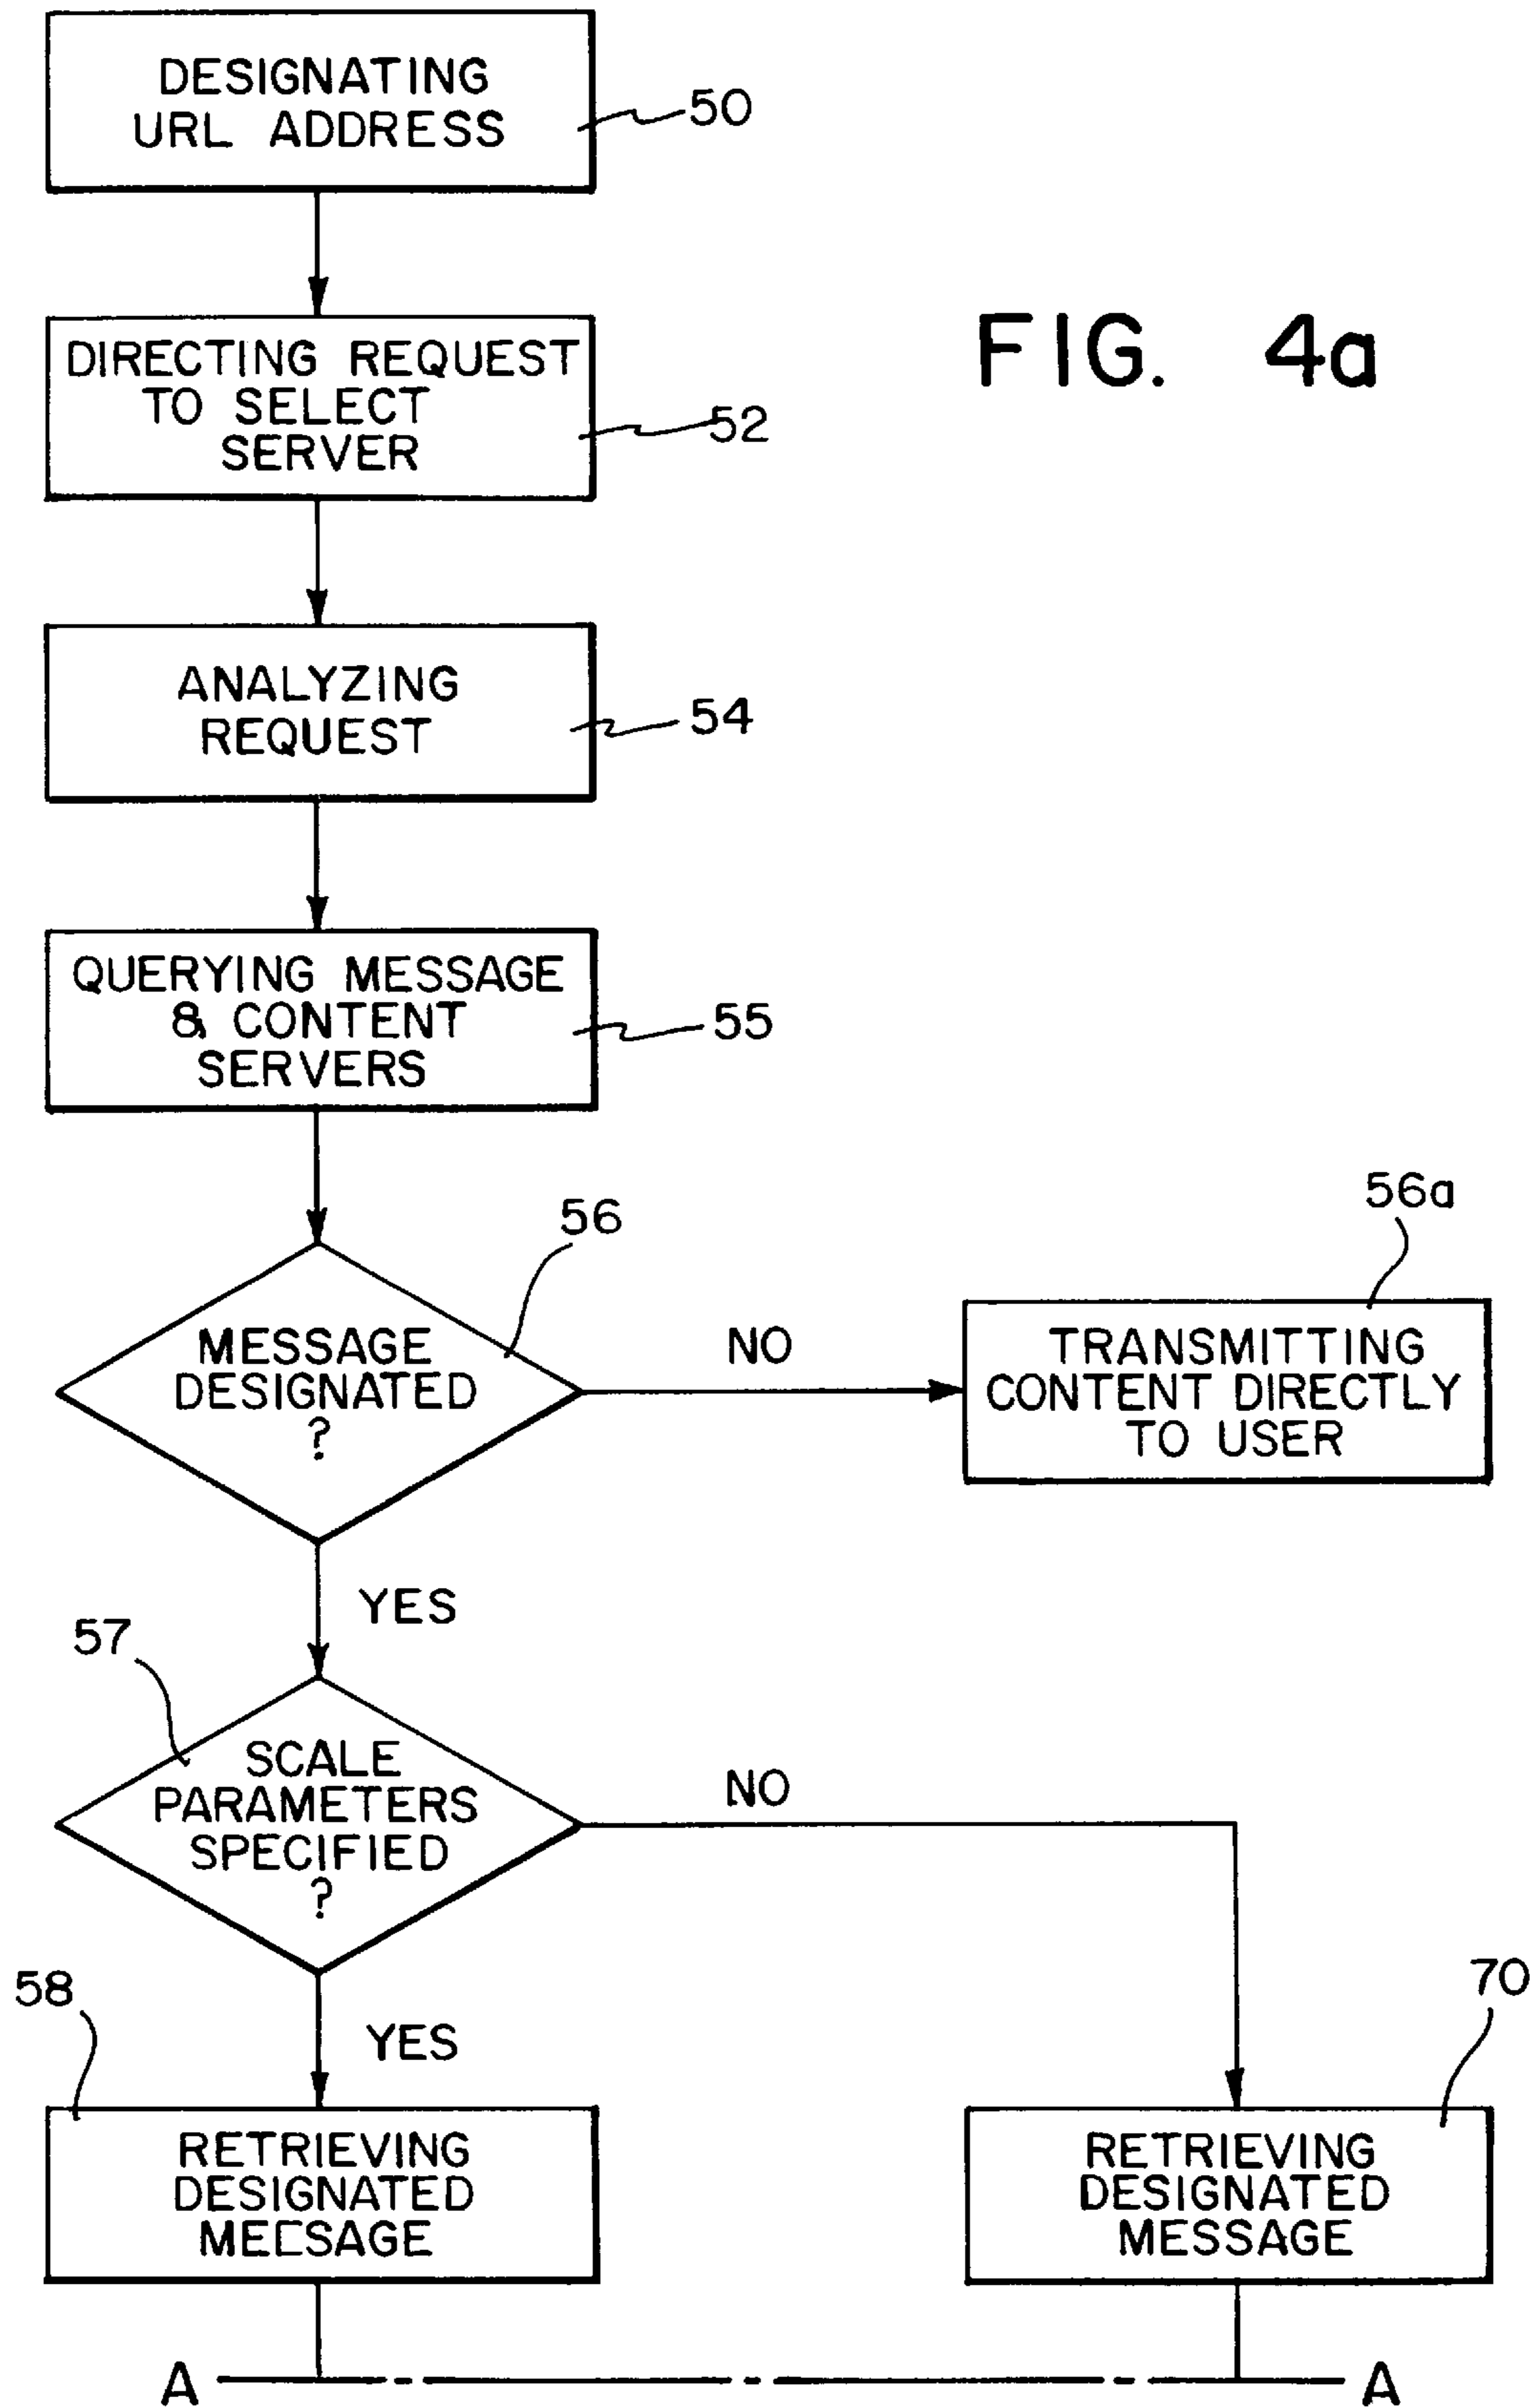 DESIGNATING
URL ADDRESS
50
FIG. 4a
DIRECTING REQUEST
TO SELECT
SERVER
52
ANALYZING
REQUEST
54
QUERYING MESSAGE
& CONTENT
SERVERS
55
56
56a
MESSAGE
DESIGNATED
?
NO
TRANSMITTING
CONTENT DIRECTLY
TO USER
YES
57
SCALE
PARAMETERS
SPECIFIED
?
NO
58
YES
70
RETRIEVING
DESIGNATED
MECSAGE
RETRIEVING
DESIGNATED
MESSAGE
A
A